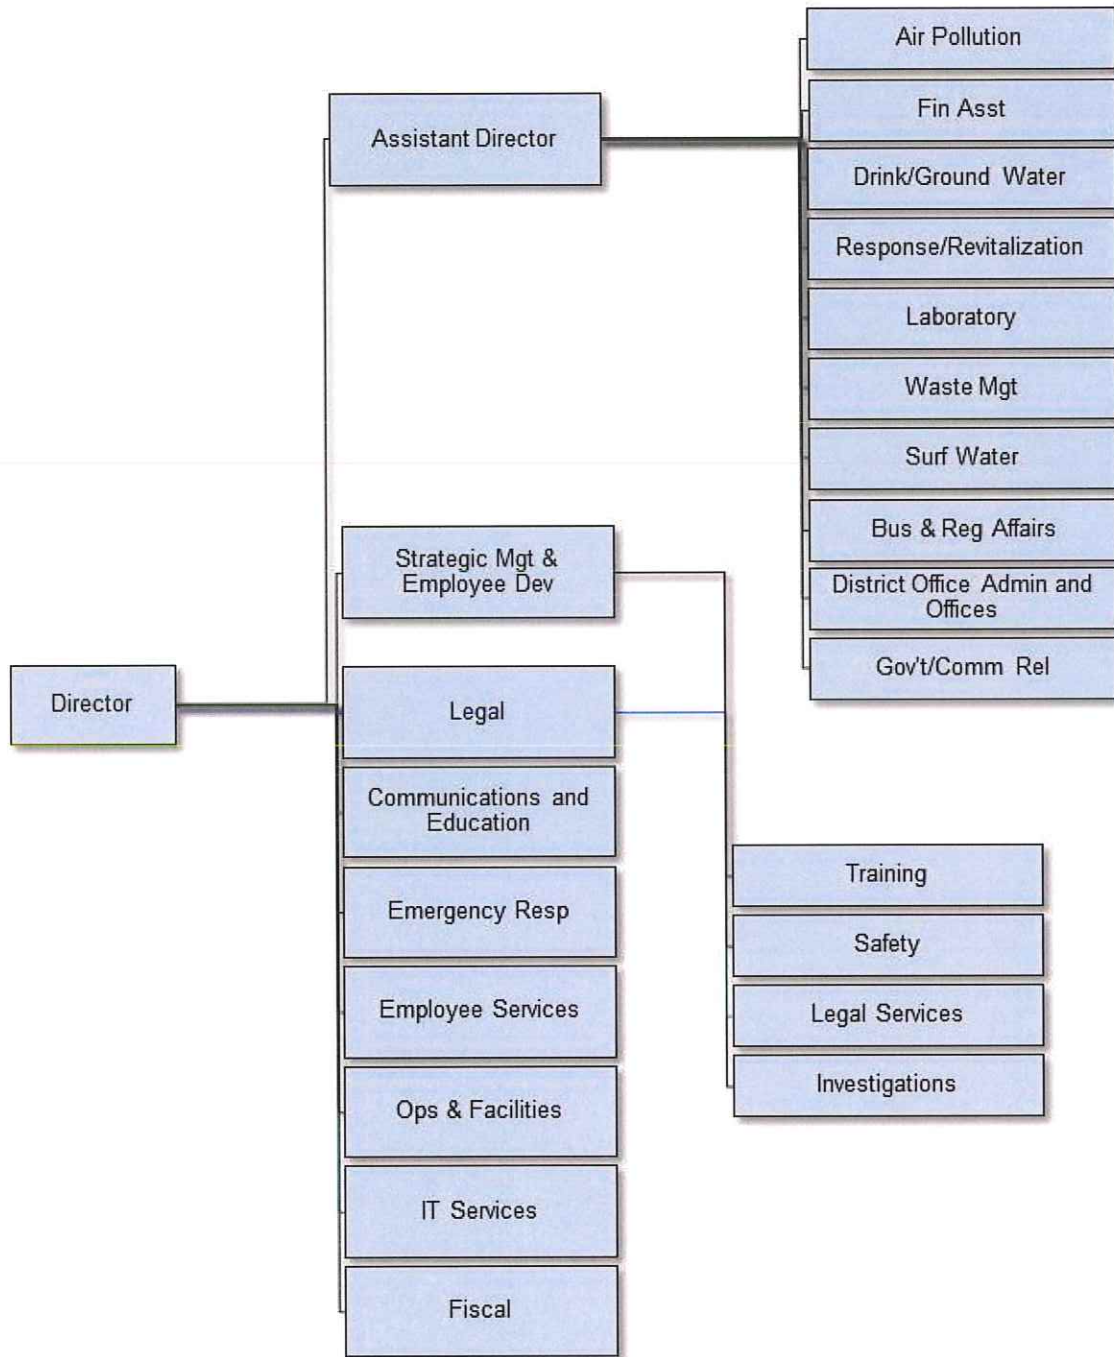 Air Pollution
Fin Asst
Assistant Director
Drink/Ground Water
Response/Revitalization
Laboratory
Waste Mgt
Surf Water
Bus & Reg Affairs
District Office Admin and
Offices
Gov't/Comm Rel
Strategic Mgt &
Employee Dev
Director
Legal
Communications and
Education
Emergency Resp
Employee Services
Ops & Facilities
IT Services
Fiscal
Training
Safety
Legal Services
Investigations